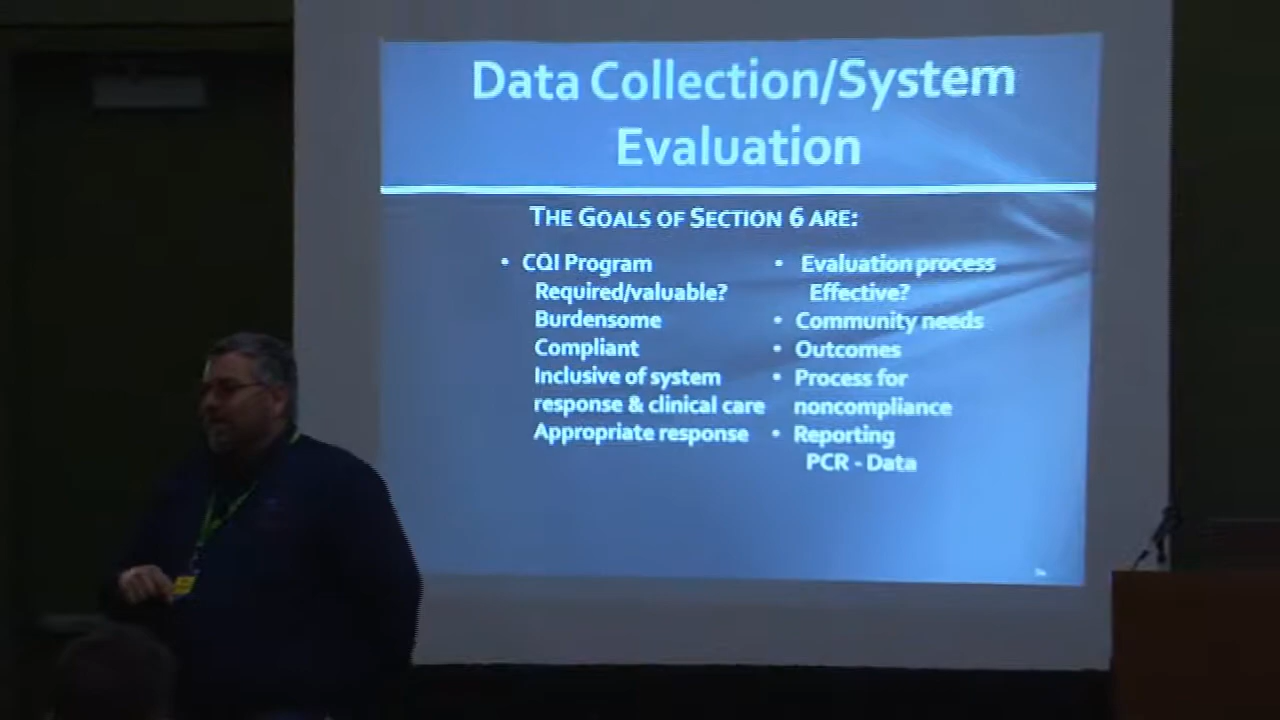 Data Collection/System
Evaluation
THE GOALS OF SECTION 6 ARE:
• CQI Program
Required/valuable?
Burdensome
Compliant
Inclusive of system
response & clinical care
Appropriate response
• Evaluation process
Effective?
• Community needs
• Outcomes
• Process for
noncompliance
• Reporting
PCR - Data